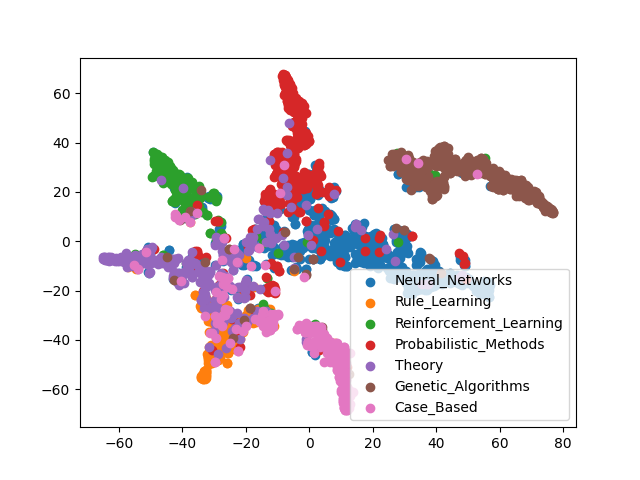 60
40
20
0
−20
−40
−60
−60
−40
−20
0
20
40
60
80
Neural_Networks
Rule_Learning
Reinforcement_Learning
Probabilistic_Methods
Theory
Genetic_Algorithms
Case_Based